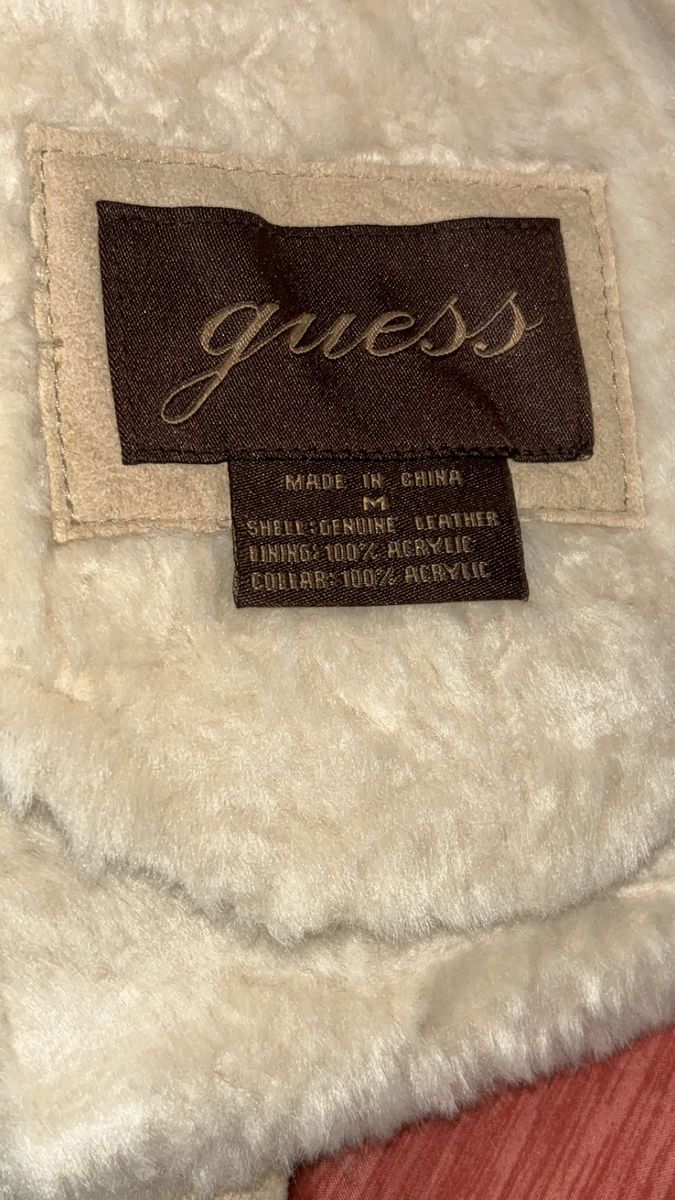 guess
MADE IN CHINA
M
SHELL: GENUINE LEATHER
LINING: 100% ACRYLIC
COLLAR: 100% ACRYLIC